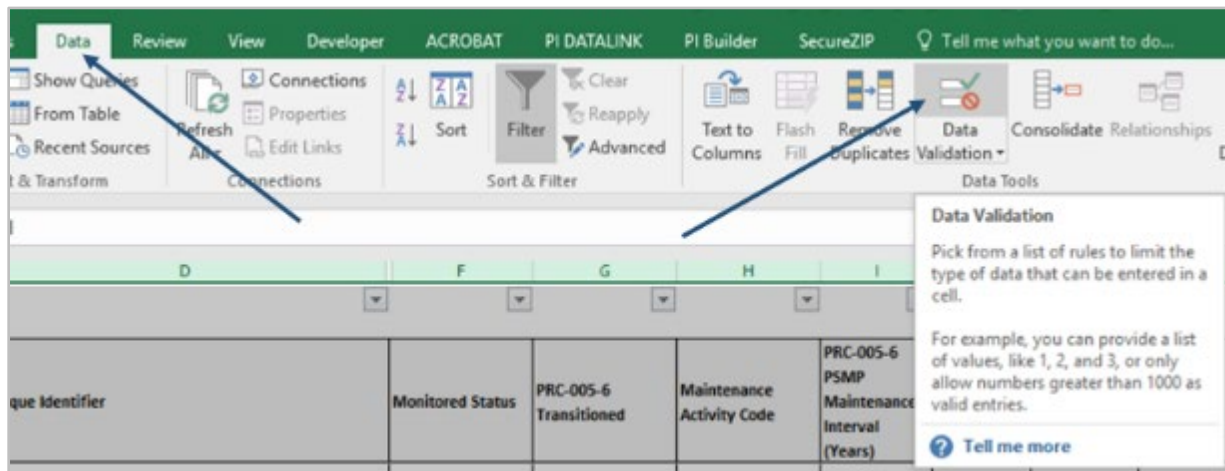 Data Review View Developer ACROBAT PI DATALINK PI Builder SecureZIP Tell me what you want to do...
Show Queries
From Table
Recent Sources
t & Transform
Refresh
All
Connections
Properties
Edit Links
Connections
Sort
Filter
Clear
Reapply
Advanced
Sort & Filter
Text to
Columns
Flash
Fill
Remove
Duplicates
Data
Validation
Consolidate
Relationships
Data Tools
D F G H I
Data Validation
Pick from a list of rules to limit the
type of data that can be entered in a
cell.
For example, you can provide a list
of values, like 1, 2, and 3, or only
allow numbers greater than 1000 as
valid entries.
Tell me more
que Identifier
Monitored Status
PRC-005-6
Transitioned
Maintenance
Activity Code
PRC-005-6
PSMP
Maintenance
Interval
(Years)